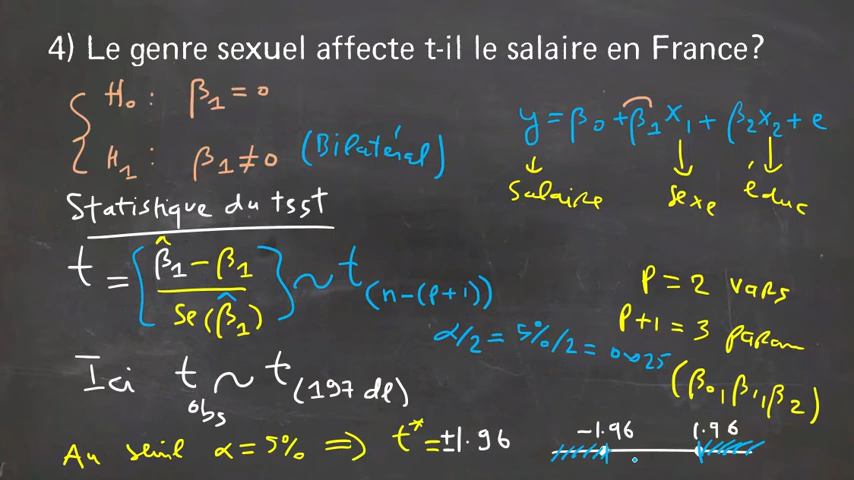 4) Le genre sexuel affecte t-il le salaire en France?
H₀ : β₁ = 0
H₁ : β₁ ≠ 0 (Bilatéral)
y = β₀ + β₁x₁ + β₂x₂ + e
Salaire sexe éduc
Statistique du test
t = [ (β̂₁ - β₁) / Se(β̂₁) ] ~ t(n-(p+1))
p = 2 vars
p+1 = 3 param
(β₀, β₁, β₂)
α/2 = 5%/2 = 0.025
Ici t obs ~ t(197 dl)
Au seuil α = 5% ⇒ t* = ±1.96
-1.96 1.96